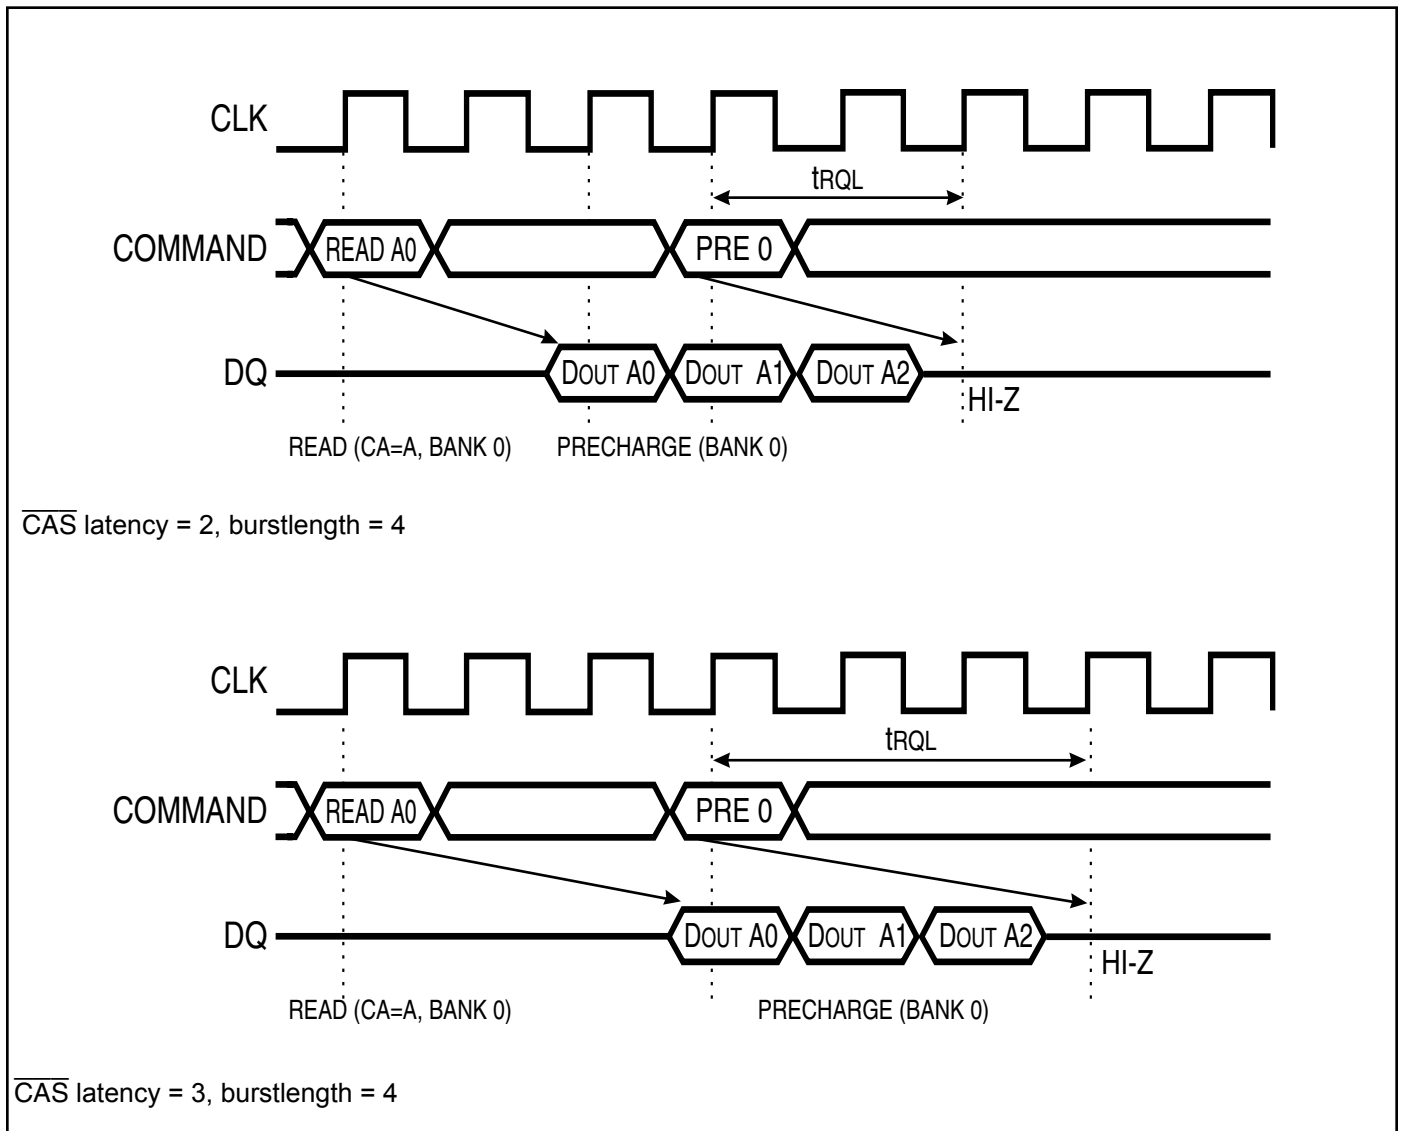 CLK
tRQL
COMMAND
READ A0
PRE 0
DQ
DOUT A0
DOUT A1
DOUT A2
HI-Z
READ (CA=A, BANK 0)
PRECHARGE (BANK 0)
CAS latency = 2, burstlength = 4
CLK
tRQL
COMMAND
READ A0
PRE 0
DQ
DOUT A0
DOUT A1
DOUT A2
HI-Z
READ (CA=A, BANK 0)
PRECHARGE (BANK 0)
CAS latency = 3, burstlength = 4